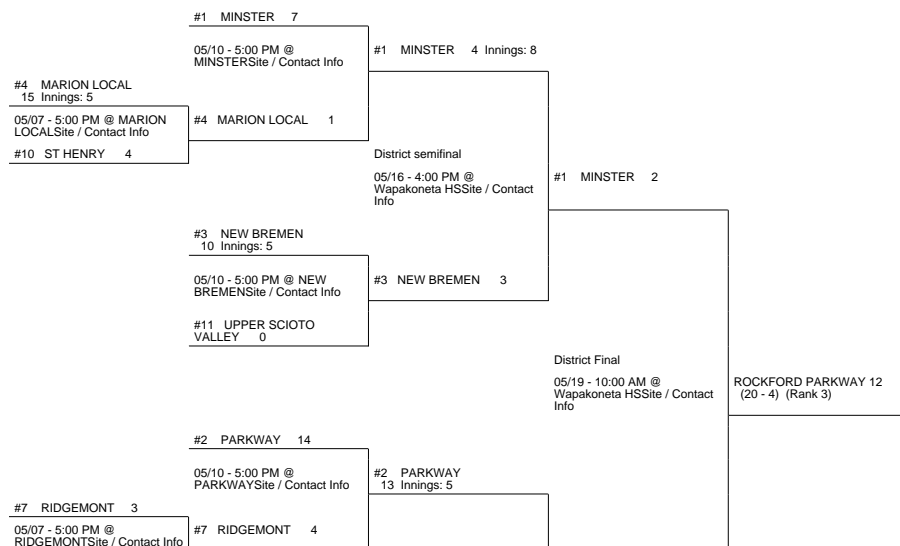 #1 MINSTER 7
05/10 - 5:00 PM @
MINSTERSite / Contact Info
#1 MINSTER 4 Innings: 8
#4 MARION LOCAL
15 Innings: 5
05/07 - 5:00 PM @ MARION
LOCALSite / Contact Info
#4 MARION LOCAL 1
#10 ST HENRY 4
District semifinal
05/16 - 4:00 PM @
Wapakoneta HSSite / Contact
Info
#1 MINSTER 2
#3 NEW BREMEN
10 Innings: 5
05/10 - 5:00 PM @ NEW
BREMENSite / Contact Info
#3 NEW BREMEN 3
#11 UPPER SCIOTO
VALLEY 0
District Final
05/19 - 10:00 AM @
Wapakoneta HSSite / Contact
Info
ROCKFORD PARKWAY 12
(20 - 4) (Rank 3)
#2 PARKWAY 14
05/10 - 5:00 PM @
PARKWAYSite / Contact Info
#2 PARKWAY
13 Innings: 5
#7 RIDGEMONT 3
05/07 - 5:00 PM @
RIDGEMONTSite / Contact Info
#7 RIDGEMONT 4